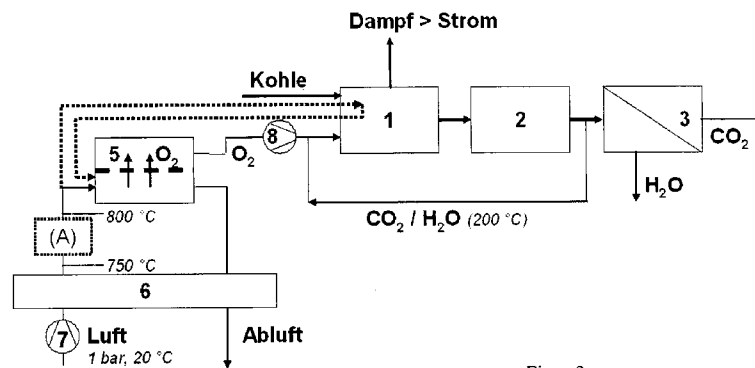 Dampf > Strom
Kohle
1
2
3
CO2
H2O
5
O2
O2
8
CO2 / H2O (200 °C)
800 °C
(A)
750 °C
6
7
Luft
Abluft
1 bar, 20 °C